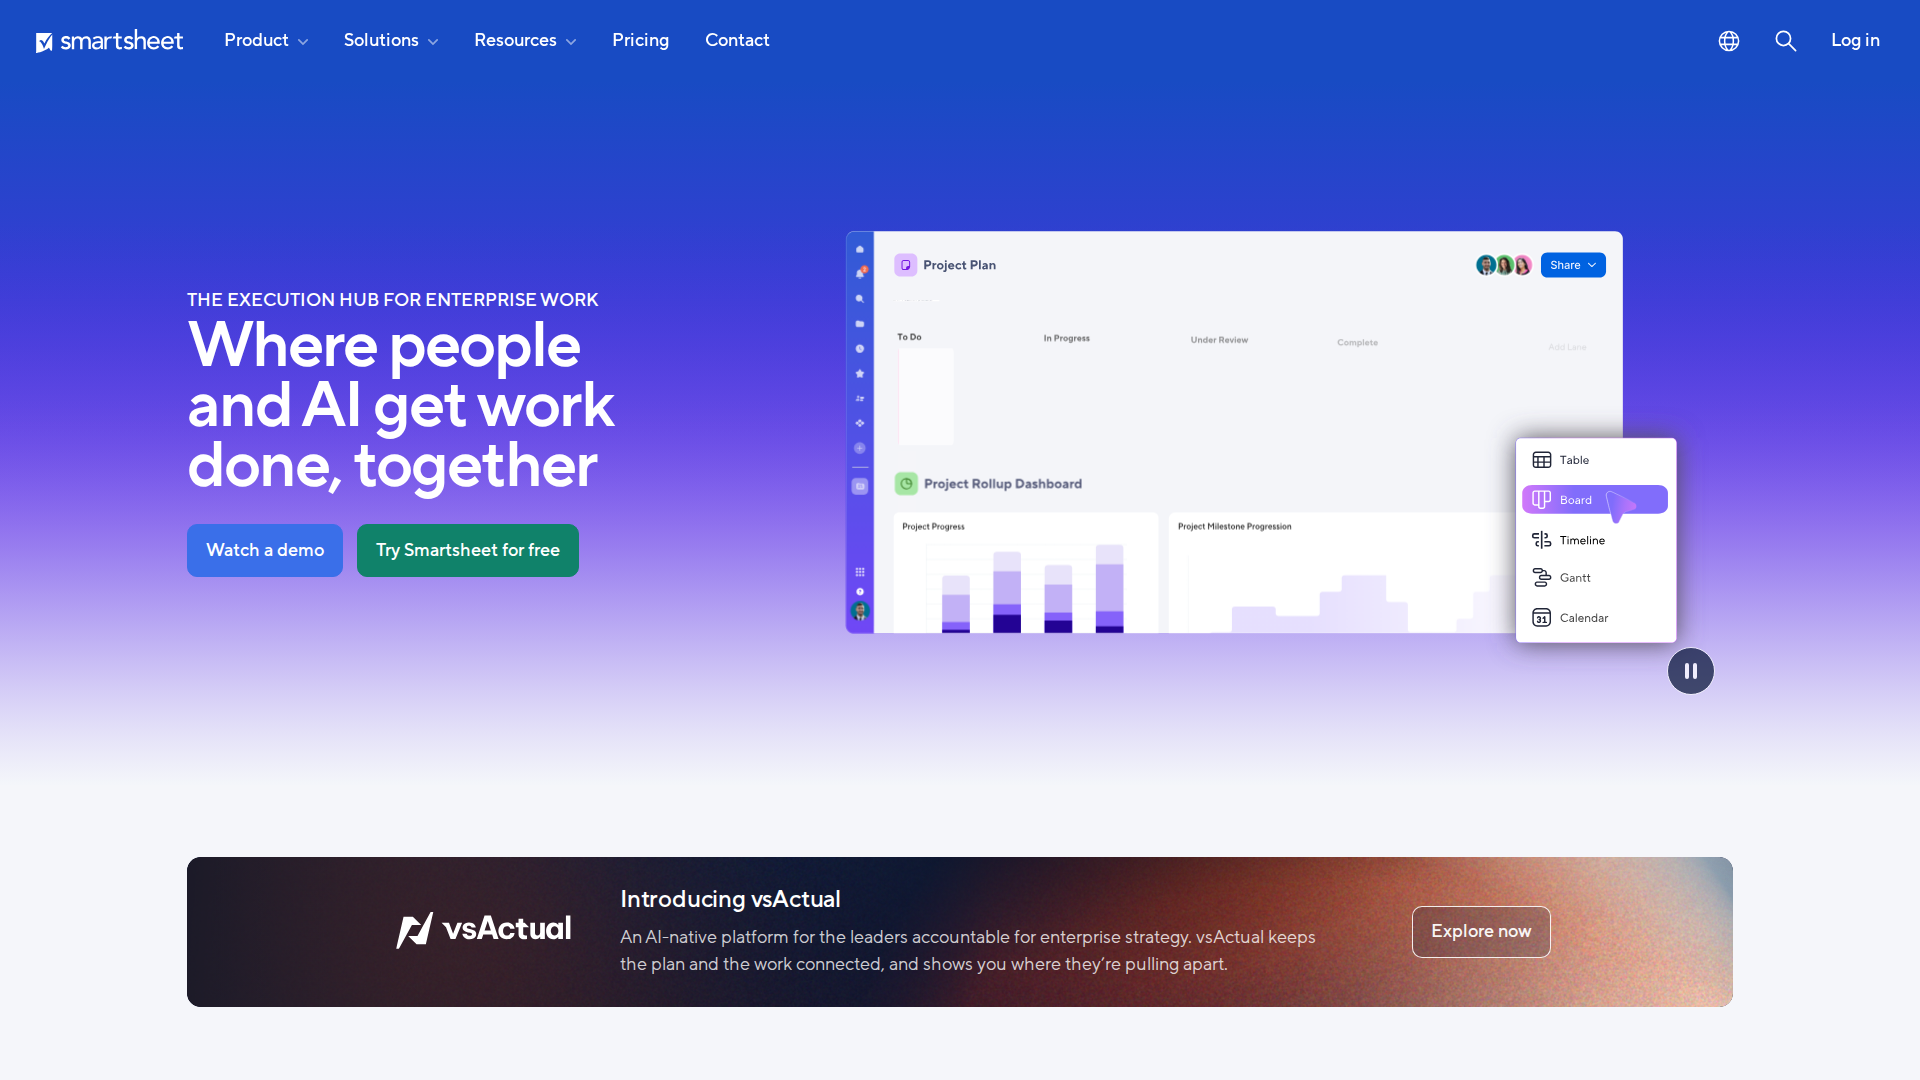 smartsheet
Product
Solutions
Resources
Pricing
Contact
Log in
THE EXECUTION HUB FOR ENTERPRISE WORK
Where people
and AI get work
done, together
Watch a demo
Try Smartsheet for free
Project Plan
Share
To Do
In Progress
Under Review
Complete
Add Lane
Project Rollup Dashboard
Project Progress
Project Milestone Progression
Table
Board
Timeline
Gantt
31
Calendar
vsActual
Introducing vsActual
An AI-native platform for the leaders accountable for enterprise strategy. vsActual keeps
the plan and the work connected, and shows you where they’re pulling apart.
Explore now